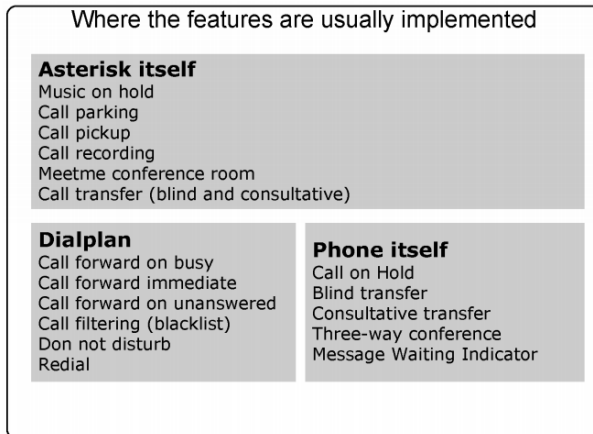 Where the features are usually implemented
Asterisk itself
Music on hold
Call parking
Call pickup
Call recording
Meetme conference room
Call transfer (blind and consultative)
Dialplan
Call forward on busy
Call forward immediate
Call forward on unanswered
Call filtering (blacklist)
Don not disturb
Redial
Phone itself
Call on Hold
Blind transfer
Consultative transfer
Three-way conference
Message Waiting Indicator